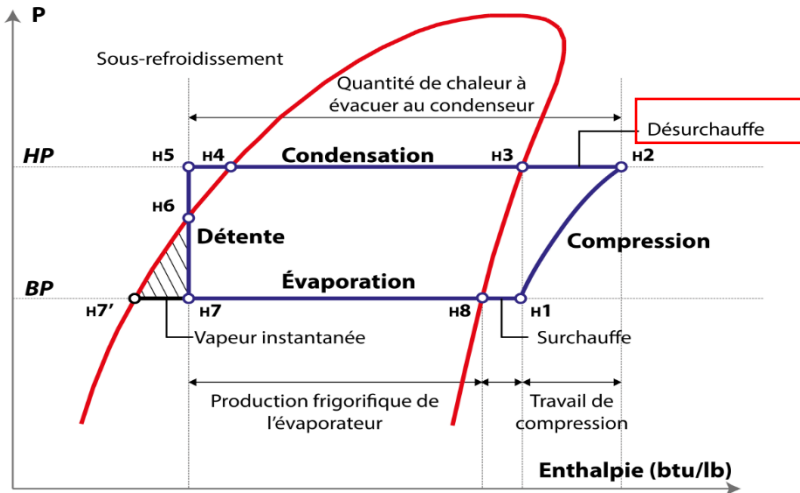 P
Sous-refroidissement
Quantité de chaleur à
évacuer au condenseur
Désurchauffe
HP
H5
H4
Condensation
H3
H2
H6
Détente
Compression
Évaporation
BP
H7’
H7
H8
H1
Vapeur instantanée
Surchauffe
Production frigorifique de
l’évaporateur
Travail de
compression
Enthalpie (btu/lb)